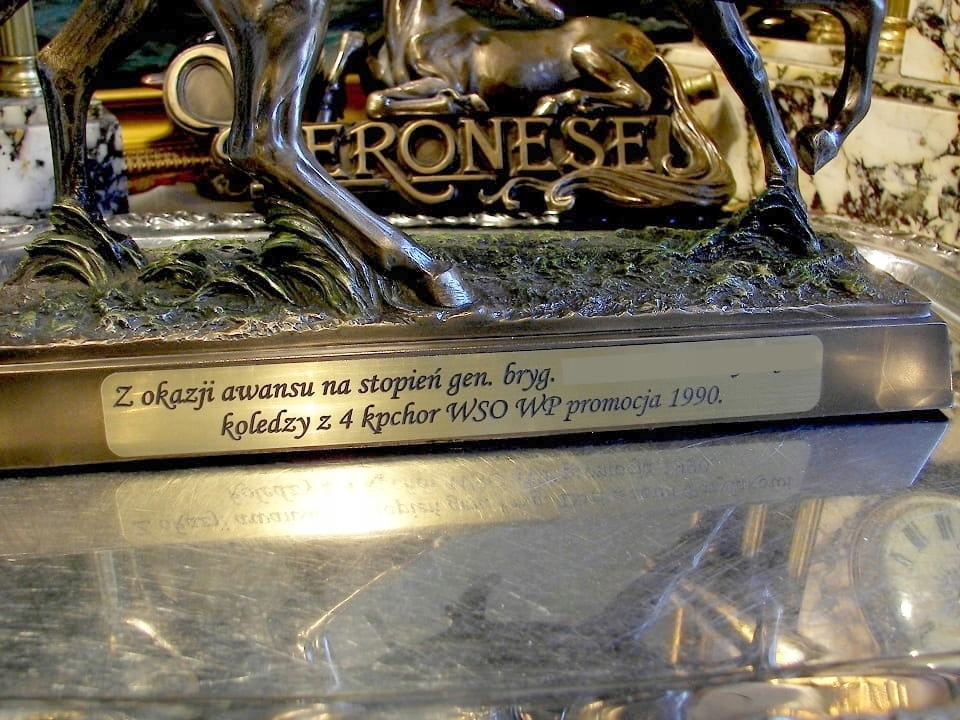 VERONESE
Z okazji awansu na stopień gen. bryg.
koledzy z 4 kpchor WSO WP promocja 1990.